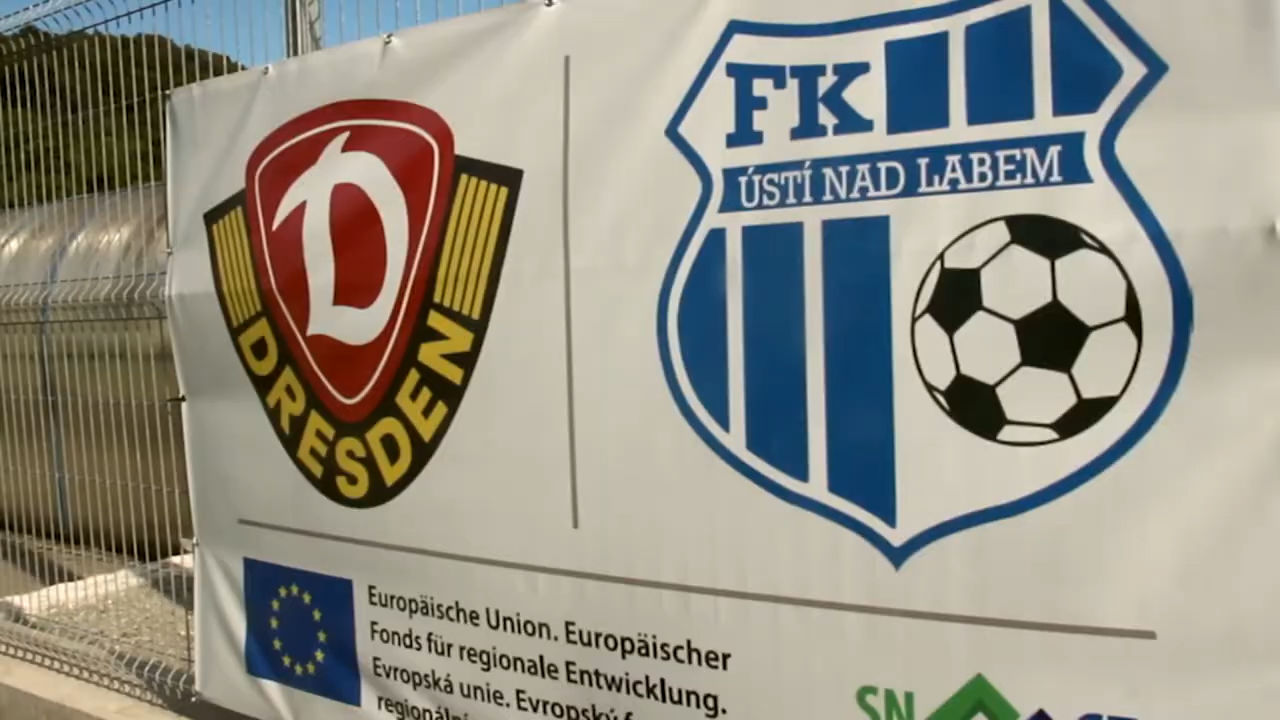 D
DRESDEN
FK
ÚSTÍ NAD LABEM
Europäische Union. Europäischer
Fonds für regionale Entwicklung.
Evropská unie. Evropský
regionální
SN